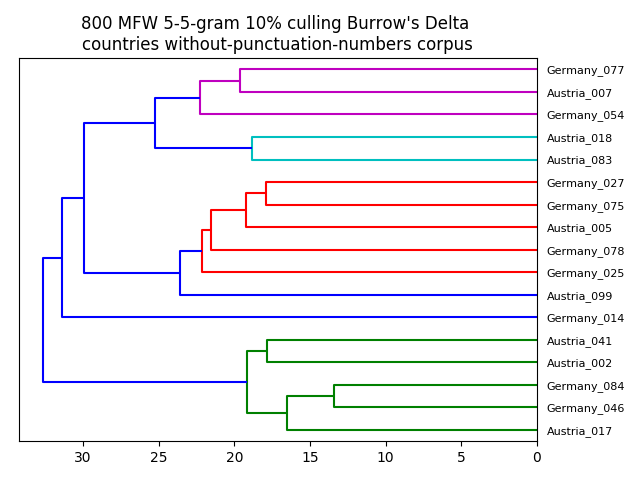 800 MFW 5-5-gram 10% culling Burrow's Delta
countries without-punctuation-numbers corpus
Germany_077
Austria_007
Germany_054
Austria_018
Austria_083
Germany_027
Germany_075
Austria_005
Germany_078
Germany_025
Austria_099
Germany_014
Austria_041
Austria_002
Germany_084
Germany_046
Austria_017
30 25 20 15 10 5 0